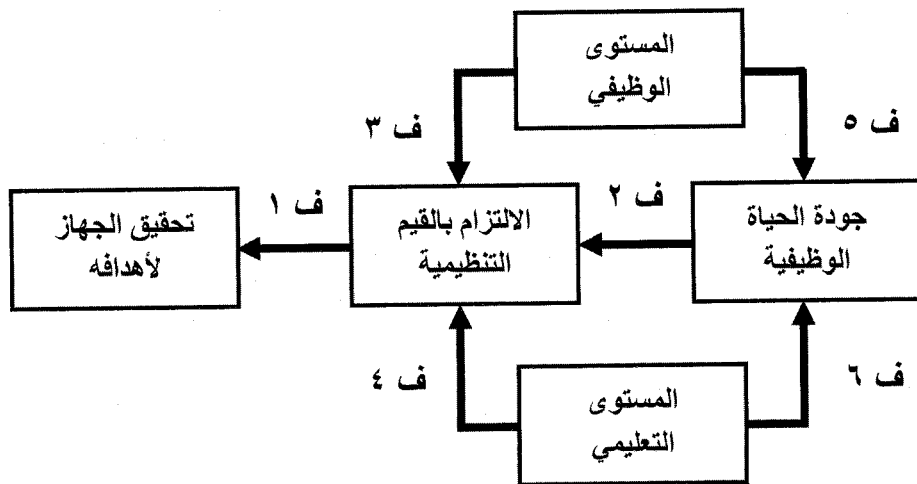 المستوى
الوظيفي
ف ٥
ف ٣
جودة الحياة
الوظيفية
ف ٢
الالتزام بالقيم
التنظيمية
ف ١
تحقيق الجهاز
لأهدافه
ف ٦
ف ٤
المستوى
التعليمي